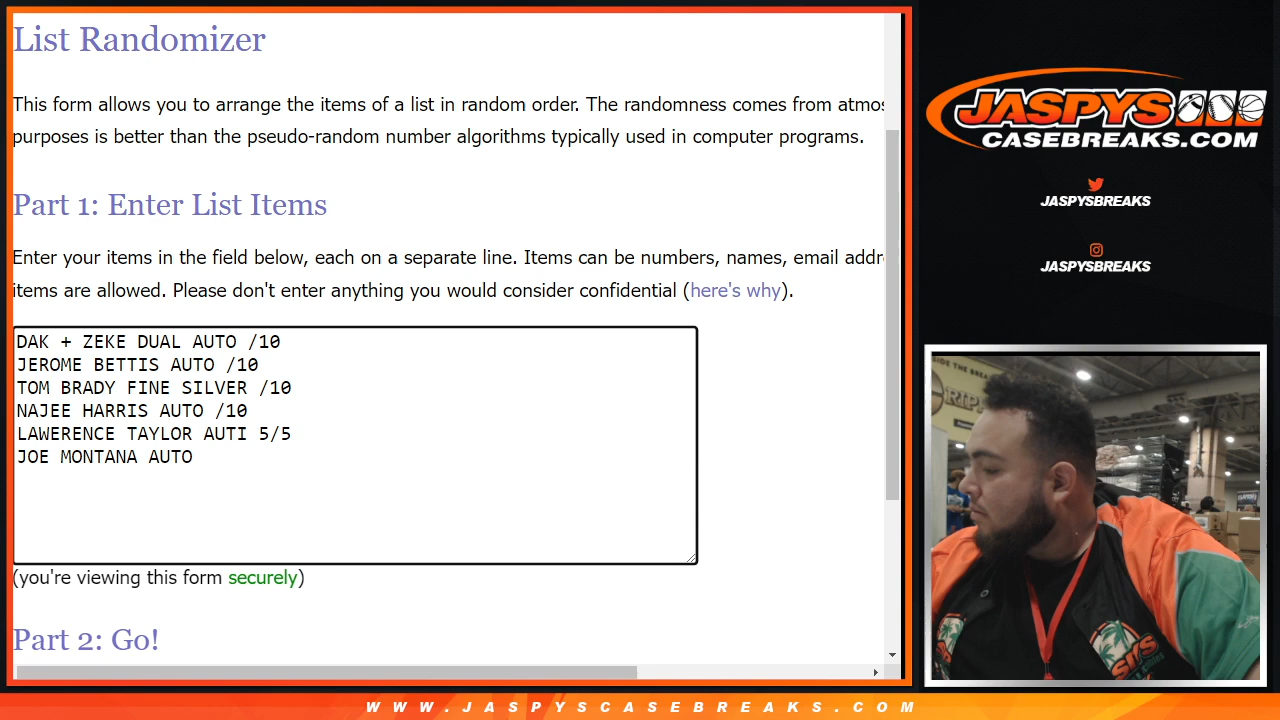 List Randomizer
This form allows you to arrange the items of a list in random order. The randomness comes from atmos
purposes is better than the pseudo-random number algorithms typically used in computer programs.
Part 1: Enter List Items
Enter your items in the field below, each on a separate line. Items can be numbers, names, email addr
items are allowed. Please don't enter anything you would consider confidential (here's why).
DAK + ZEKE DUAL AUTO /10
JEROME BETTIS AUTO /10
TOM BRADY FINE SILVER /10
NAJEE HARRIS AUTO /10
LAWERENCE TAYLOR AUTI 5/5
JOE MONTANA AUTO
(you're viewing this form securely)
Part 2: Go!
JASPYS
CASEBREAKS.COM
JASPYSBREAKS
JASPYSBREAKS
WWW.JASPYSCASEBREAKS.COM